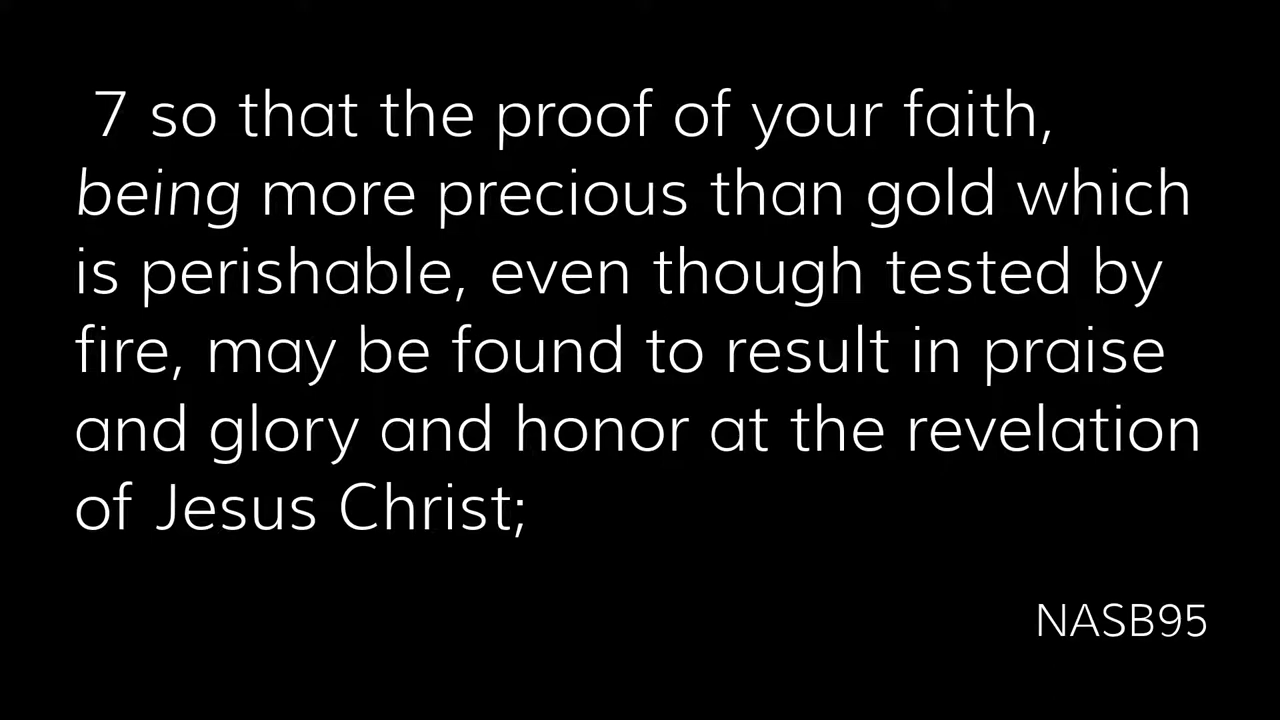 7 so that the proof of your faith,
being more precious than gold which
is perishable, even though tested by
fire, may be found to result in praise
and glory and honor at the revelation
of Jesus Christ;
NASB95